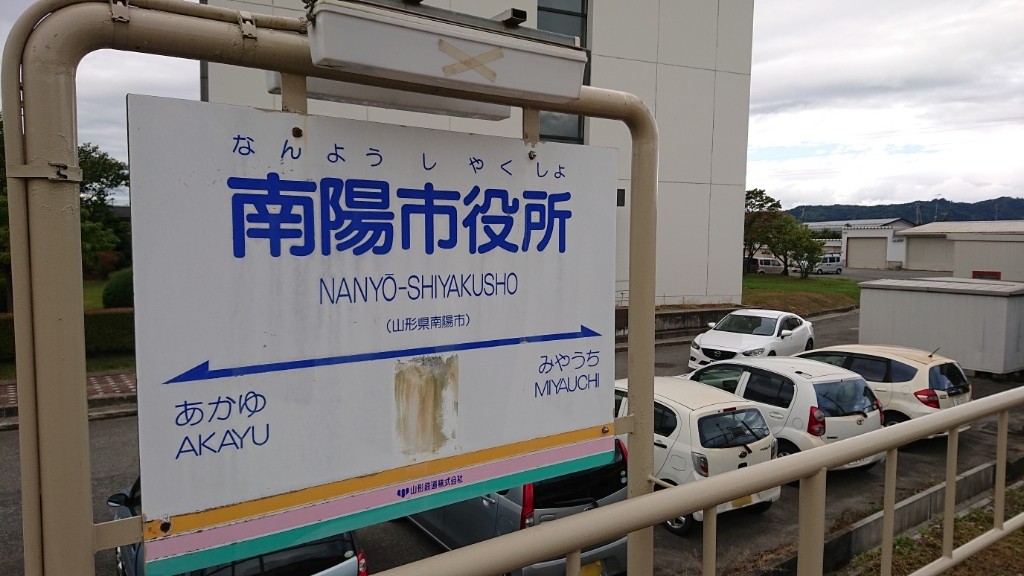 なんようしやくしょ
南陽市役所
NANYŌ-SHIYAKUSHO
(山形県南陽市)
あかゆ
AKAYU
みやうち
MIYAUCHI
山形鉄道株式会社